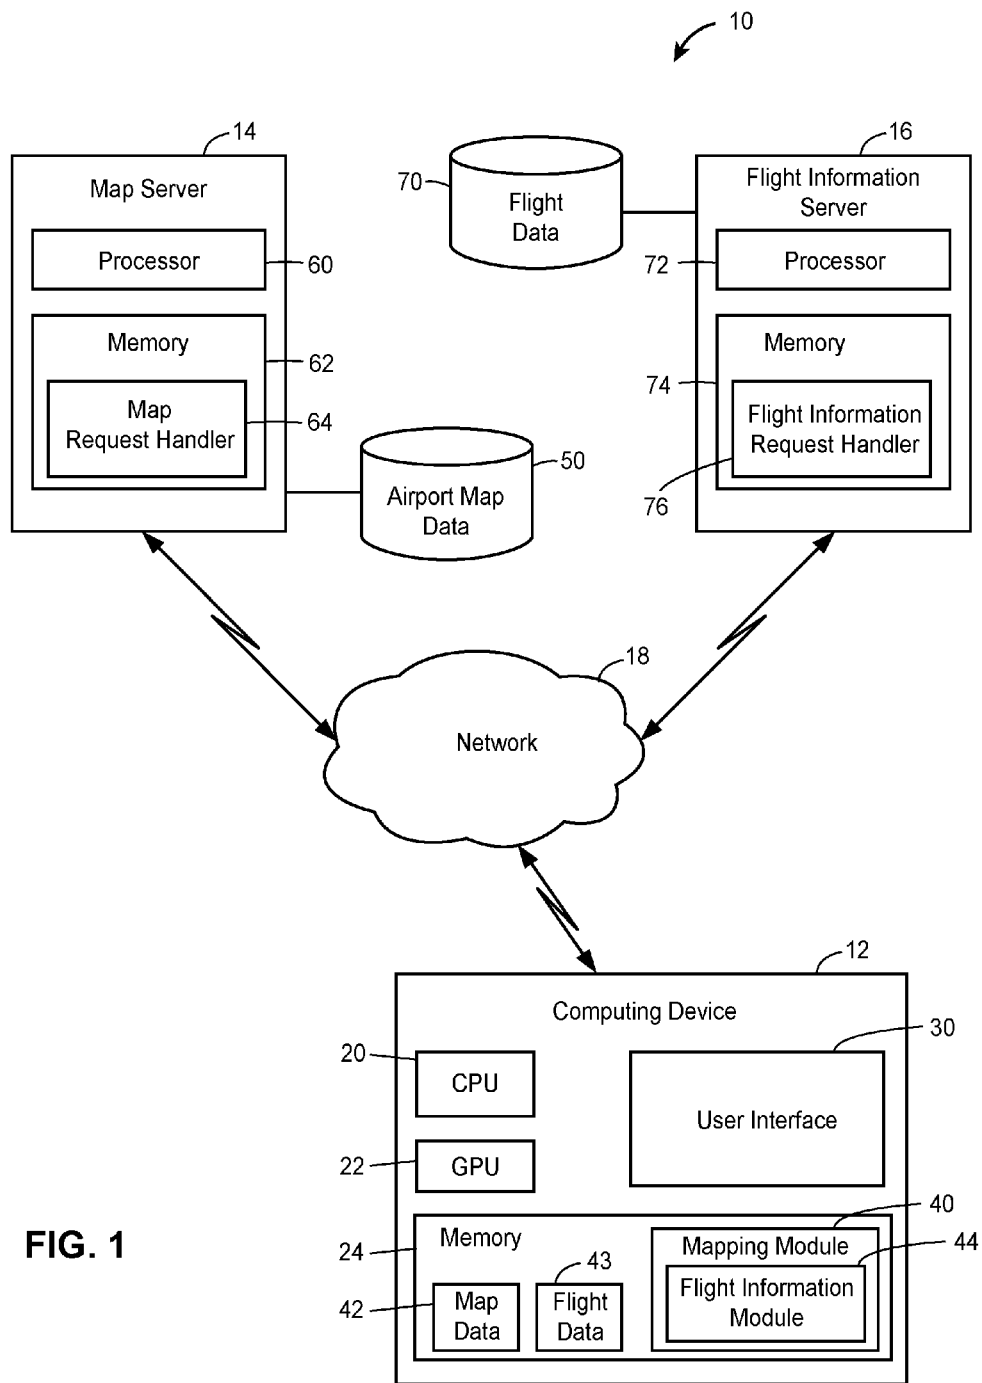 10
14
Map Server
Processor
60
Memory
62
Map
Request Handler
64
70
Flight
Data
16
Flight Information
Server
72
Processor
Memory
74
Flight Information
Request Handler
76
50
Airport Map
Data
18
Network
12
Computing Device
20
CPU
30
User Interface
22
GPU
24
Memory
40
Mapping Module
44
Flight Information
Module
42
Map
Data
43
Flight
Data
FIG. 1